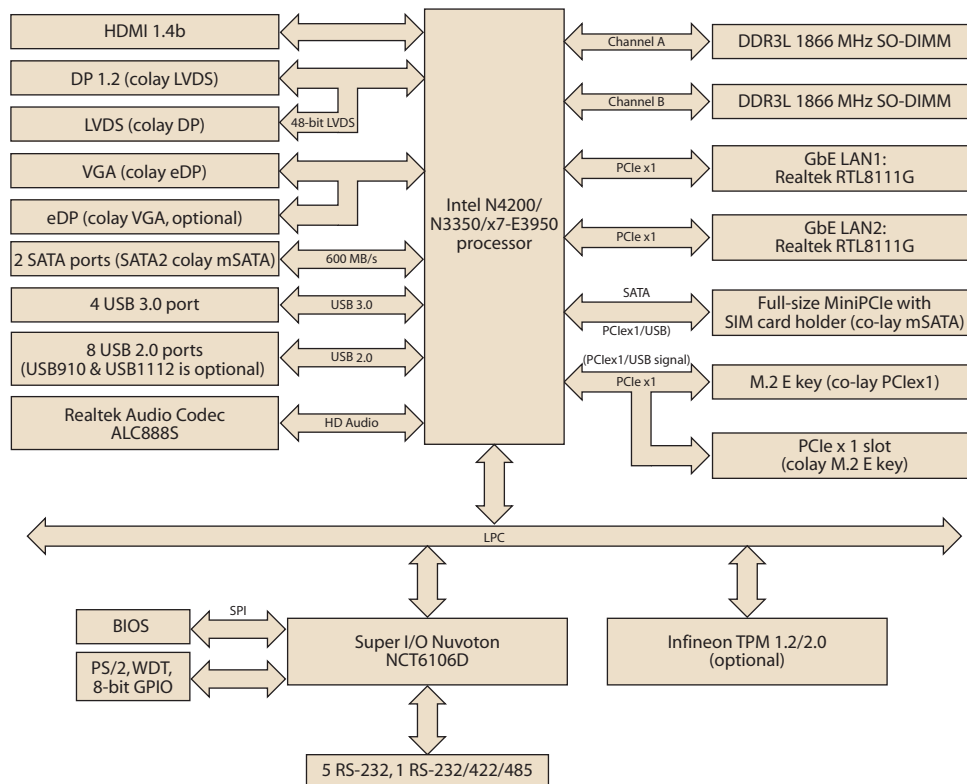 HDMI 1.4b
DP 1.2 (colay LVDS)
LVDS (colay DP)
48-bit LVDS
VGA (colay eDP)
eDP (colay VGA, optional)
2 SATA ports (SATA2 colay mSATA)
600 MB/s
4 USB 3.0 port
USB 3.0
8 USB 2.0 ports
(USB910 & USB1112 is optional)
USB 2.0
Realtek Audio Codec
ALC888S
HD Audio
Intel N4200/
N3350/x7-E3950
processor
Channel A
DDR3L 1866 MHz SO-DIMM
Channel B
DDR3L 1866 MHz SO-DIMM
PCIe x1
GbE LAN1:
Realtek RTL8111G
PCIe x1
GbE LAN2:
Realtek RTL8111G
SATA
PCIex1/USB)
Full-size MiniPCIe with
SIM card holder (co-lay mSATA)
(PCIex1/USB signal)
PCIe x1
M.2 E key (co-lay PCIex1)
PCIe x 1 slot
(colay M.2 E key)
LPC
BIOS
SPI
PS/2, WDT,
8-bit GPIO
Super I/O Nuvoton
NCT6106D
Infineon TPM 1.2/2.0
(optional)
5 RS-232, 1 RS-232/422/485